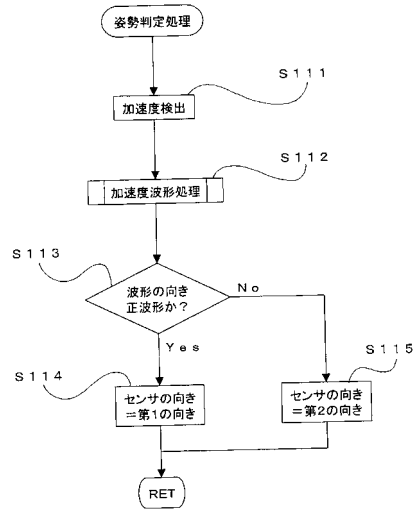 姿勢判定処理
S111
加速度検出
S112
加速度波形処理
S113
波形の向き
正波形か?
No
Yes
S114
センサの向き
=第1の向き
S115
センサの向き
=第2の向き
RET